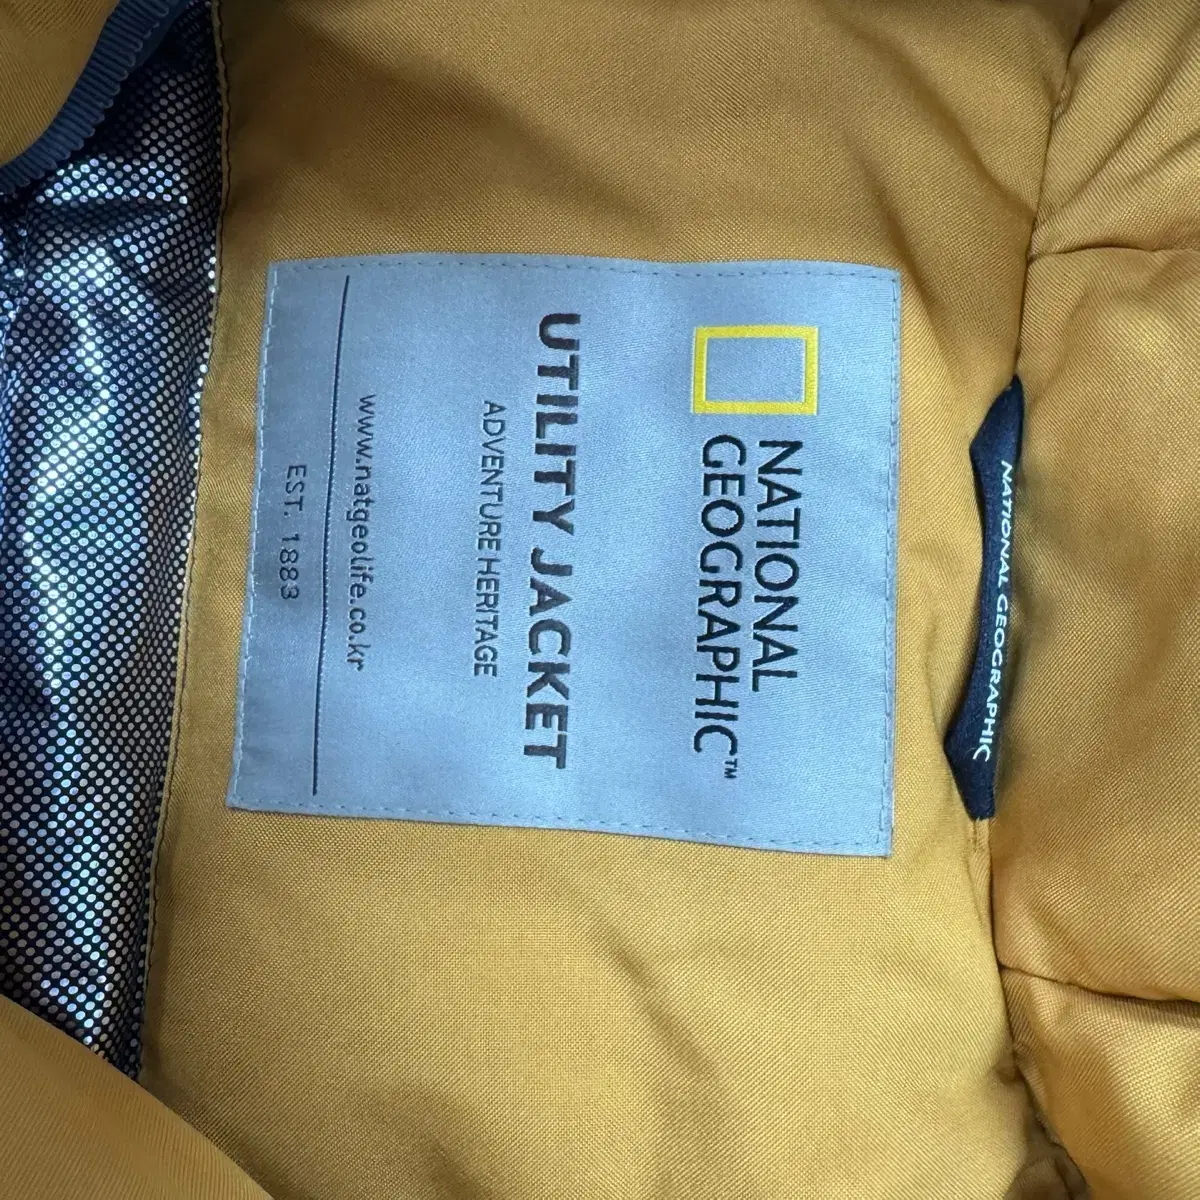 NATIONAL GEOGRAPHIC
NATIONAL
GEOGRAPHIC™
UTILITY JACKET
ADVENTURE HERITAGE
www.natgeolife.co.kr
EST. 1883